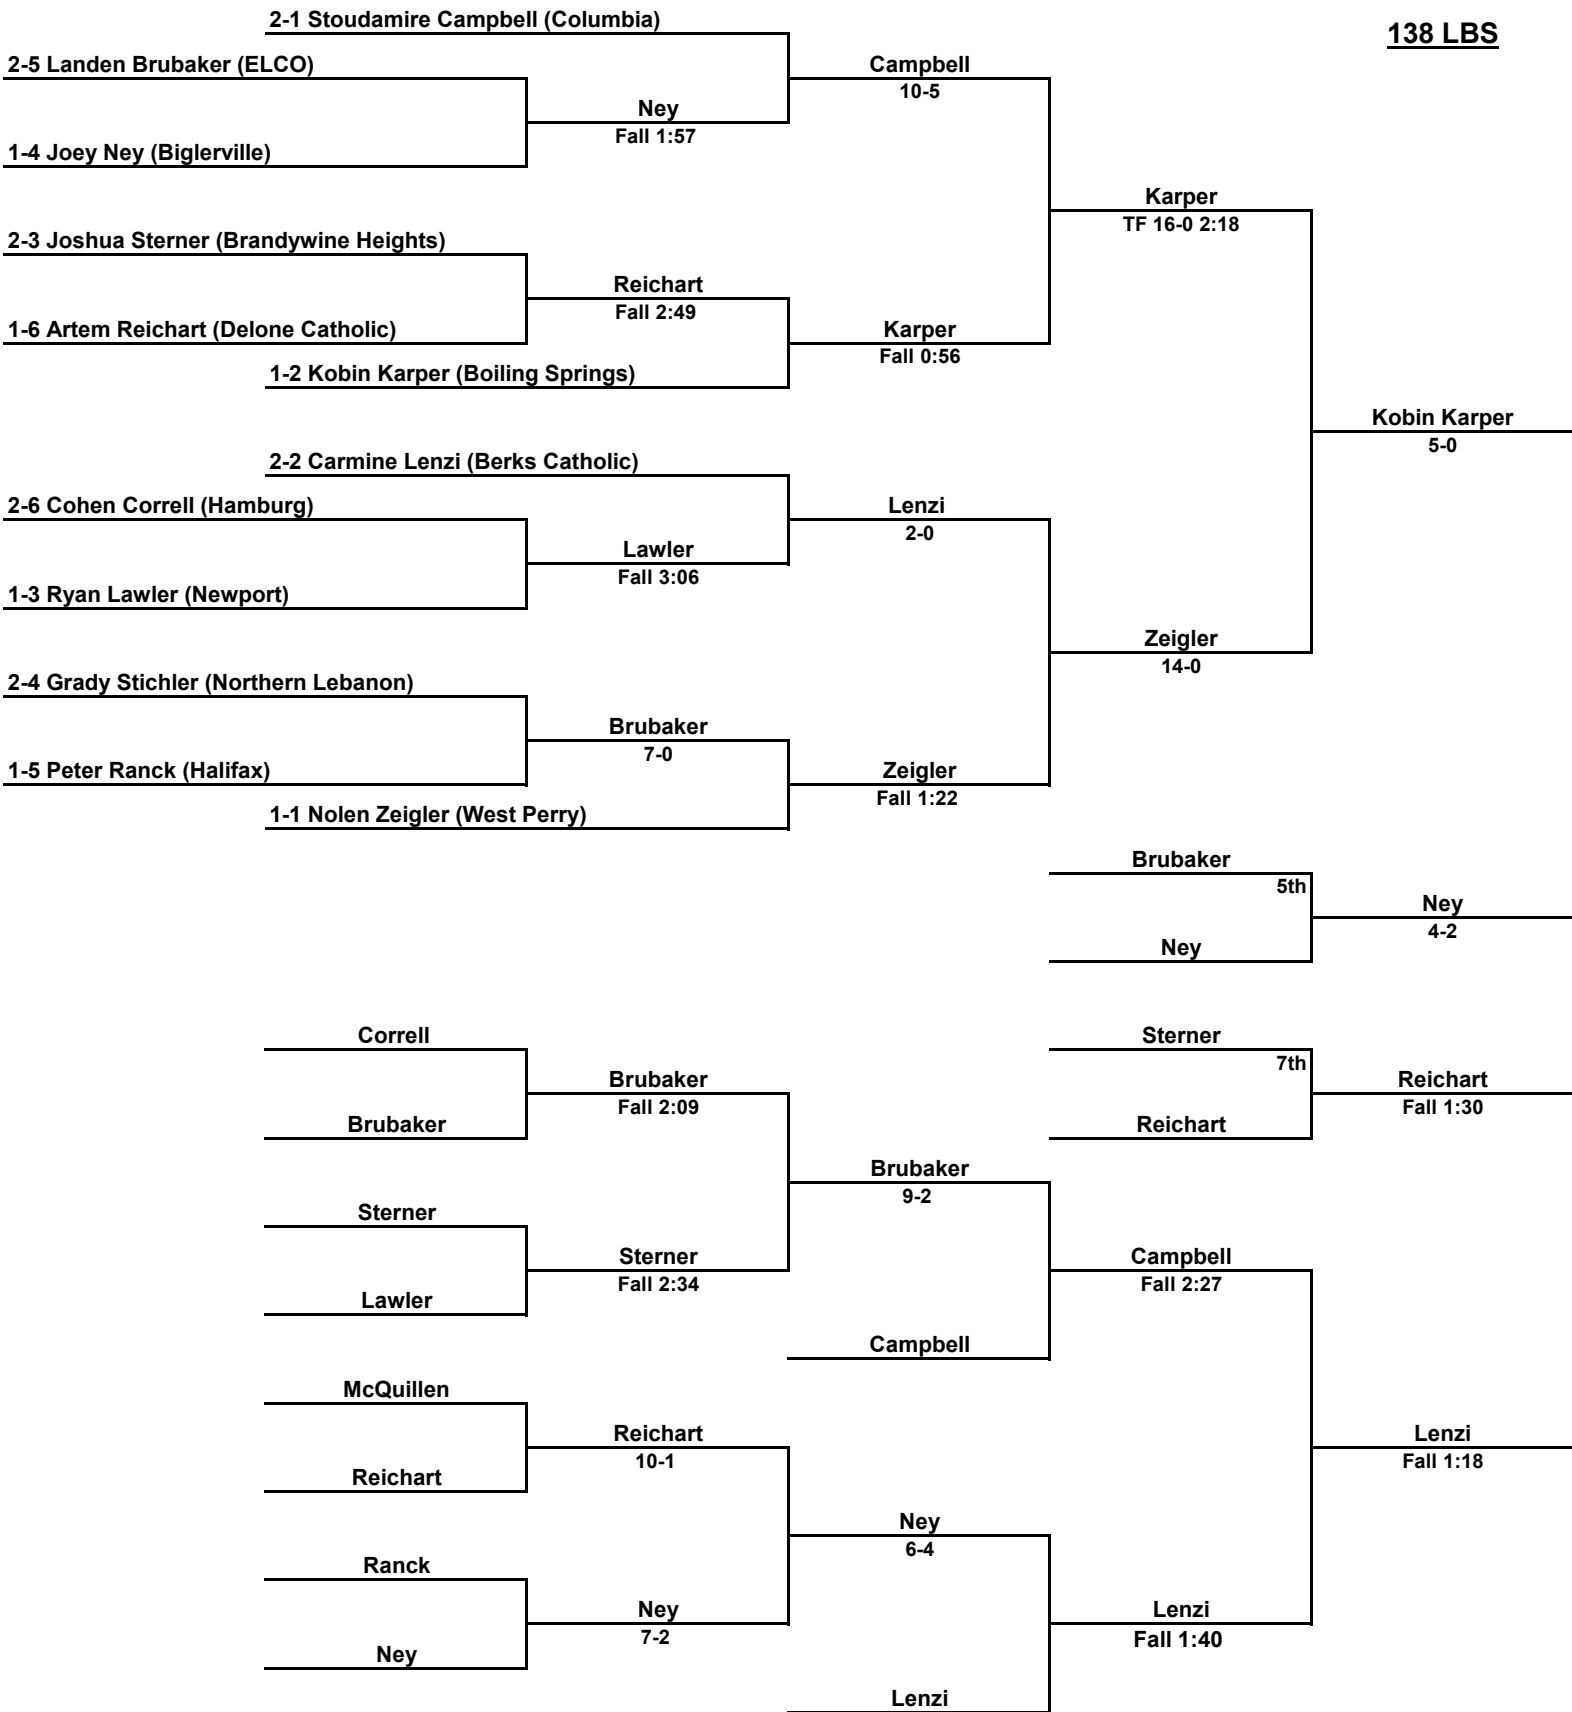 2-1 Stoudamire Campbell (Columbia)
138 LBS
2-5 Landen Brubaker (ELCO)
Campbell
10-5
Ney
Fall 1:57
1-4 Joey Ney (Biglerville)
Karper
TF 16-0 2:18
2-3 Joshua Sterner (Brandywine Heights)
Reichart
Fall 2:49
1-6 Artem Reichart (Delone Catholic)
Karper
Fall 0:56
1-2 Kobin Karper (Boiling Springs)
Kobin Karper
5-0
2-2 Carmine Lenzi (Berks Catholic)
2-6 Cohen Correll (Hamburg)
Lenzi
2-0
Lawler
Fall 3:06
1-3 Ryan Lawler (Newport)
Zeigler
14-0
2-4 Grady Stichler (Northern Lebanon)
Brubaker
7-0
1-5 Peter Ranck (Halifax)
Zeigler
Fall 1:22
1-1 Nolen Zeigler (West Perry)
Brubaker
5th
Ney
4-2
Ney
Correll
Sterner
7th
Brubaker
Fall 2:09
Reichart
Fall 1:30
Brubaker
Reichart
Brubaker
9-2
Sterner
Sterner
Fall 2:34
Campbell
Fall 2:27
Lawler
Campbell
McQuillen
Reichart
10-1
Lenzi
Fall 1:18
Reichart
Ney
6-4
Ranck
Ney
7-2
Lenzi
Fall 1:40
Ney
Lenzi